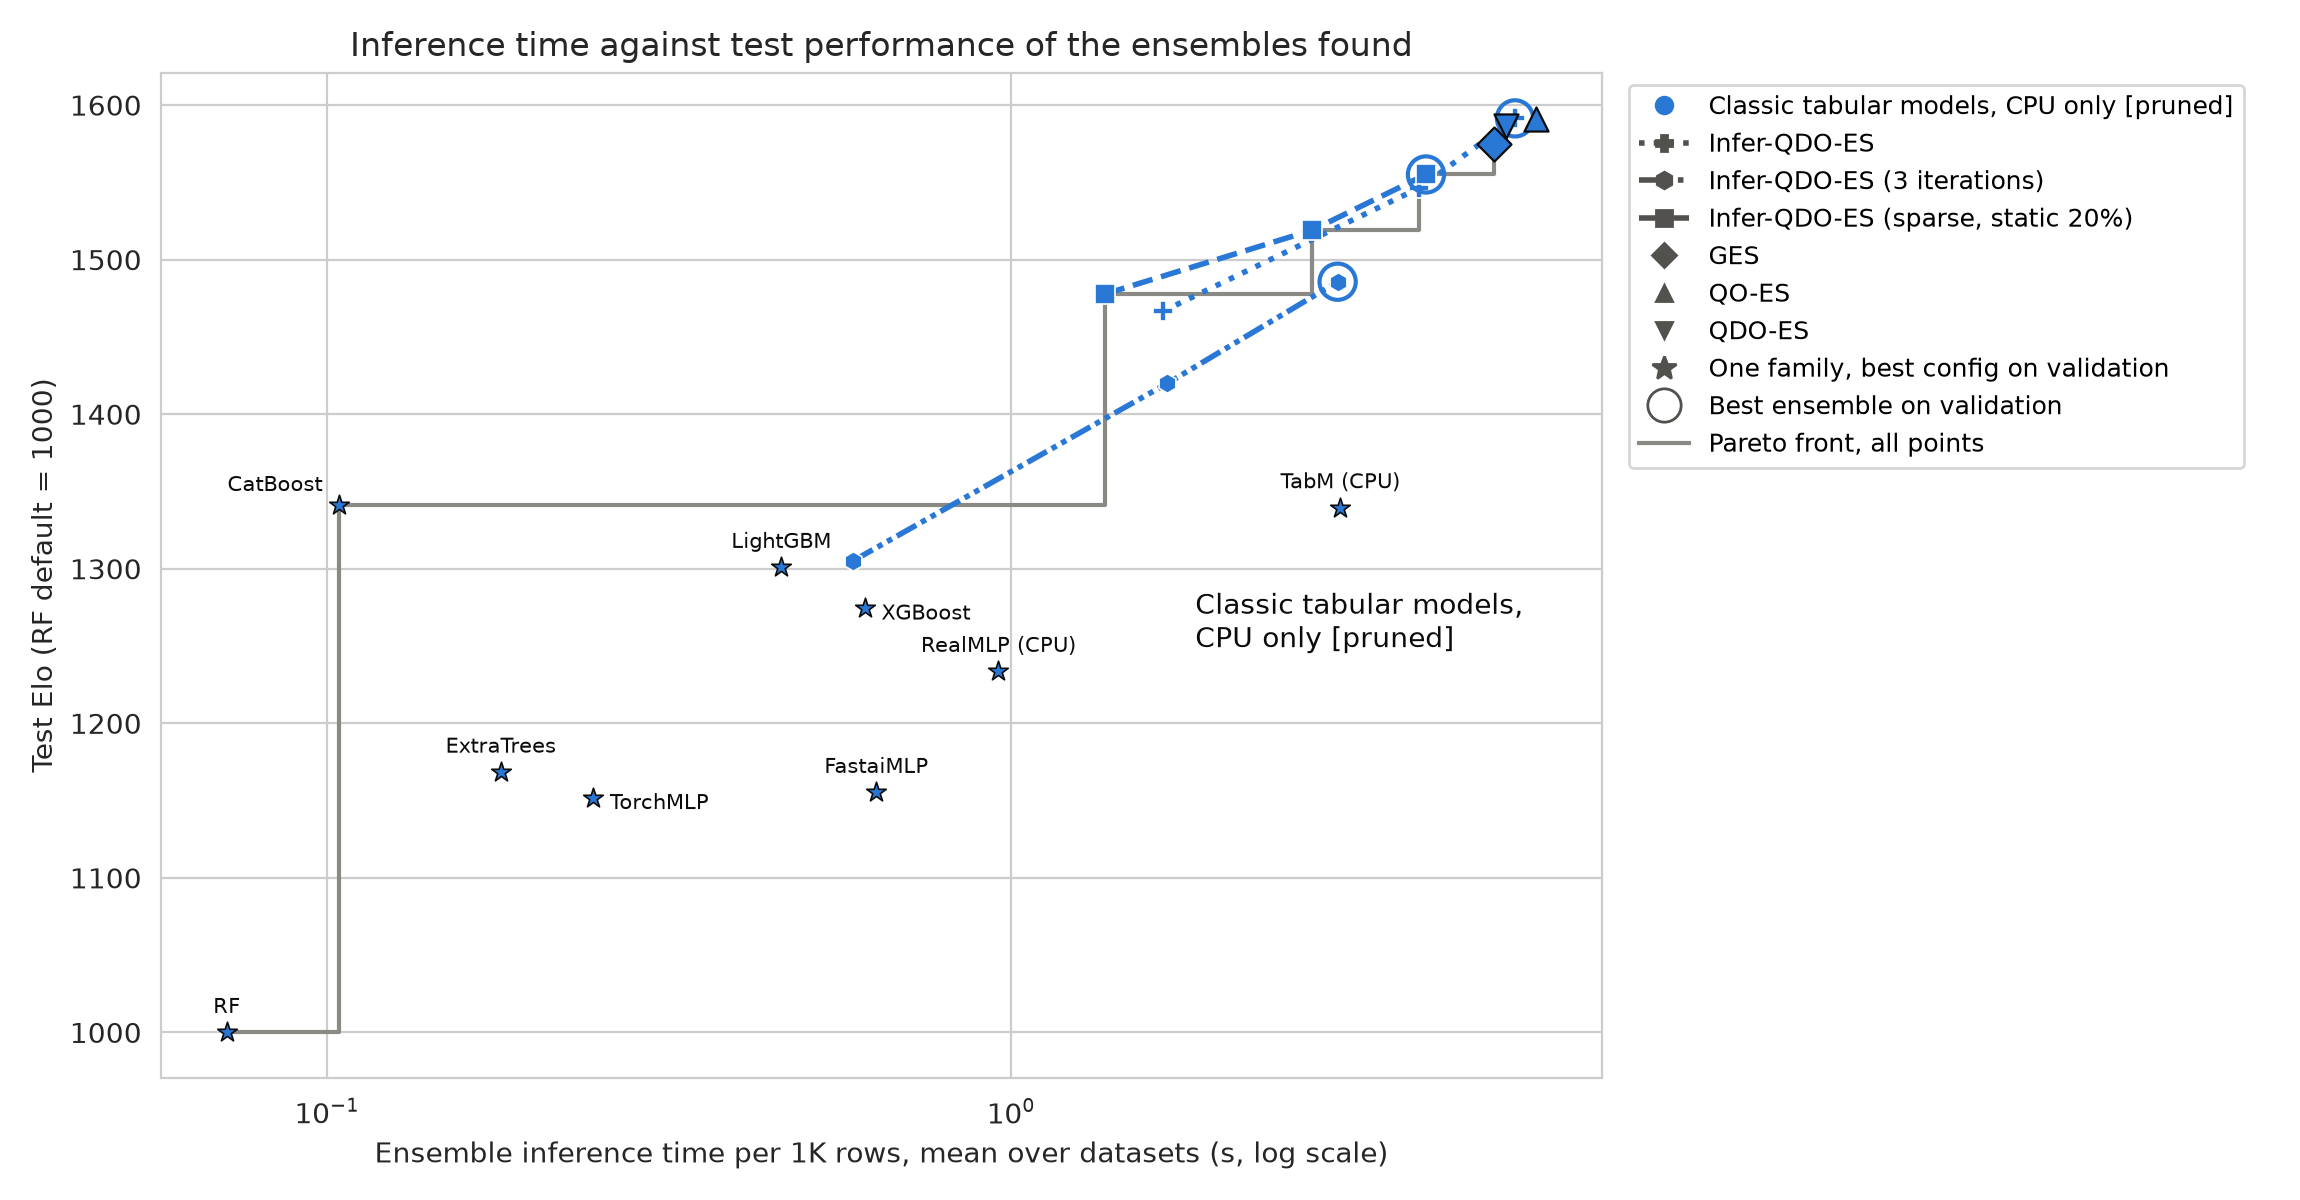 Inference time against test performance of the ensembles found
1600
1500
1400
1300
1200
1100
1000
Test Elo (RF default = 1000)
CatBoost
LightGBM
XGBoost
RealMLP (CPU)
TabM (CPU)
Classic tabular models,
CPU only [pruned]
ExtraTrees
TorchMLP
FastaiMLP
RF
10⁻¹
10⁰
Ensemble inference time per 1K rows, mean over datasets (s, log scale)
Classic tabular models, CPU only [pruned]
Infer-QDO-ES
Infer-QDO-ES (3 iterations)
Infer-QDO-ES (sparse, static 20%)
GES
QO-ES
QDO-ES
One family, best config on validation
Best ensemble on validation
Pareto front, all points